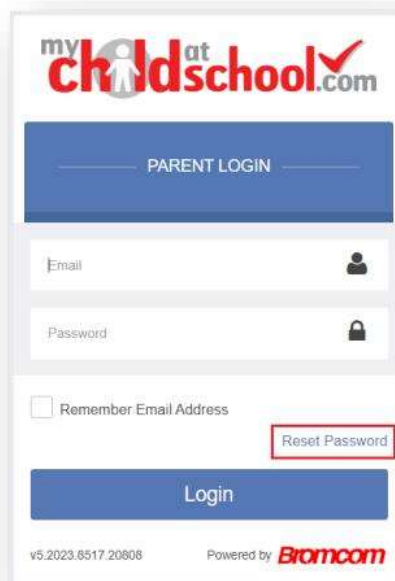 my child at school.com
PARENT LOGIN
Email
Password
Remember Email Address
Reset Password
Login
v5.2023.8517.20808 Powered by Bromcom